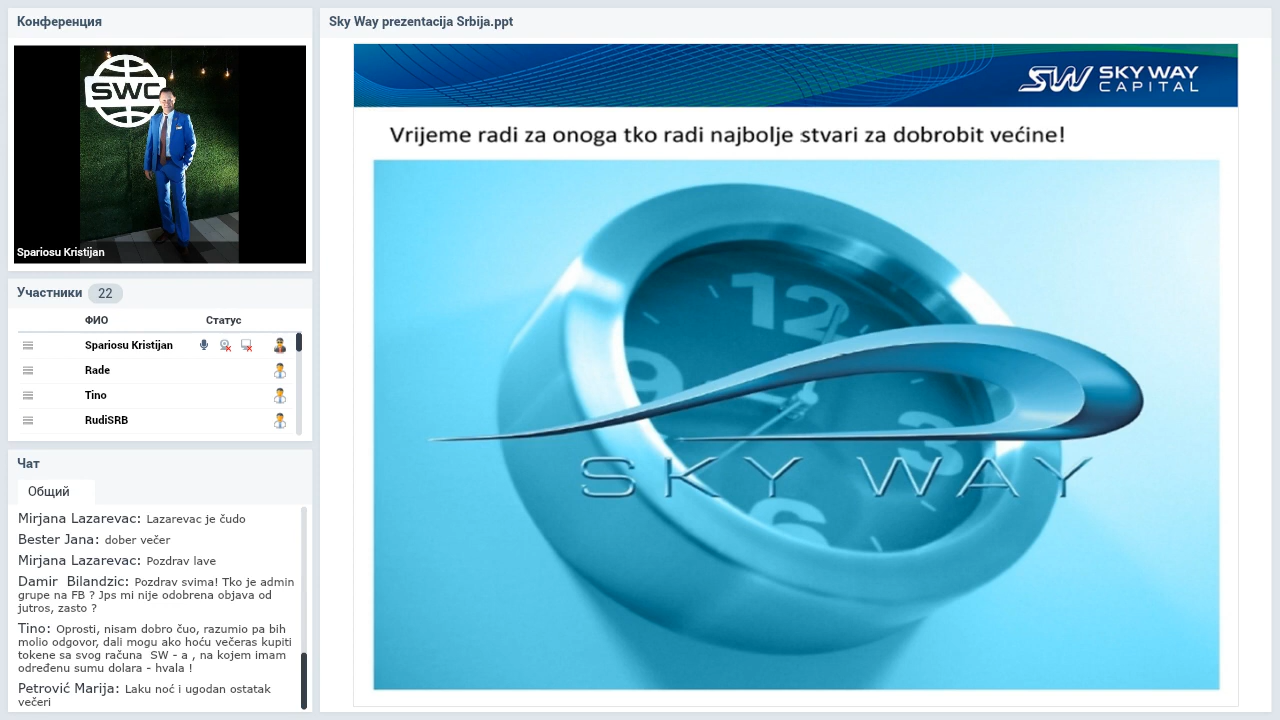 Конференция
SWC
Spariosu Kristijan
Участники 22
ФИО Статус
Spariosu Kristijan
Rade
Tino
RudiSRB
Чат
Общий
Mirjana Lazarevac: Lazarevac je čudo
Bester Jana: dober večer
Mirjana Lazarevac: Pozdrav lave
Damir Bilandzic: Pozdrav svima! Tko je admin
grupe na FB ? Jps mi nije odobrena objava od
jutros, zasto ?
Tino: Oprosti, nisam dobro čuo, razumio pa bih
molio odgovor, dali mogu ako hoću večeras kupiti
tokene sa svog računa SW - a , na kojem imam
određenu sumu dolara - hvala !
Petrović Marija: Laku noć i ugodan ostatak
večeri
Sky Way prezentacija Srbija.ppt
SW SKY WAY
CAPITAL
Vrijeme radi za onoga tko radi najbolje stvari za dobrobit većine!
12
9
3
6
SKY WAY